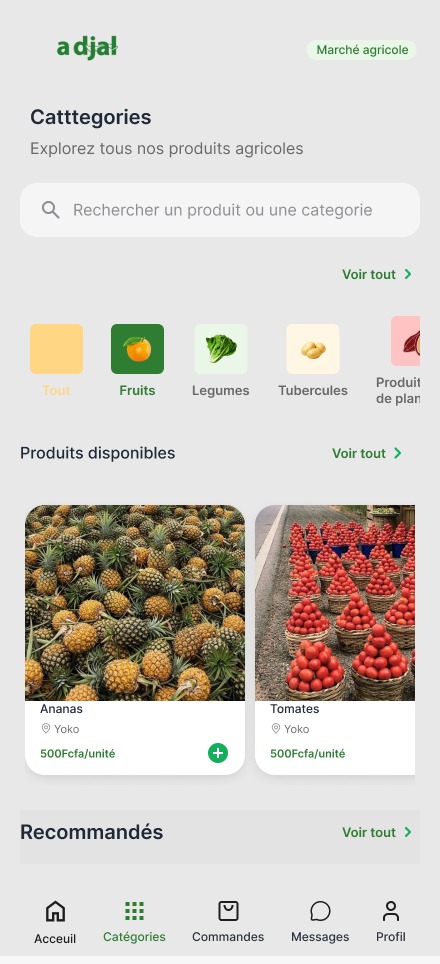 adjal
Marché agricole
Catttegories
Explorez tous nos produits agricoles
Rechercher un produit ou une categorie
Voir tout
Tout
Fruits
Legumes
Tubercules
Produit
de plan
Produits disponibles
Voir tout
Ananas
Yoko
500Fcfa/unité
Tomates
Yoko
500Fcfa/unité
Recommandés
Voir tout
Acceuil
Catégories
Commandes
Messages
Profil